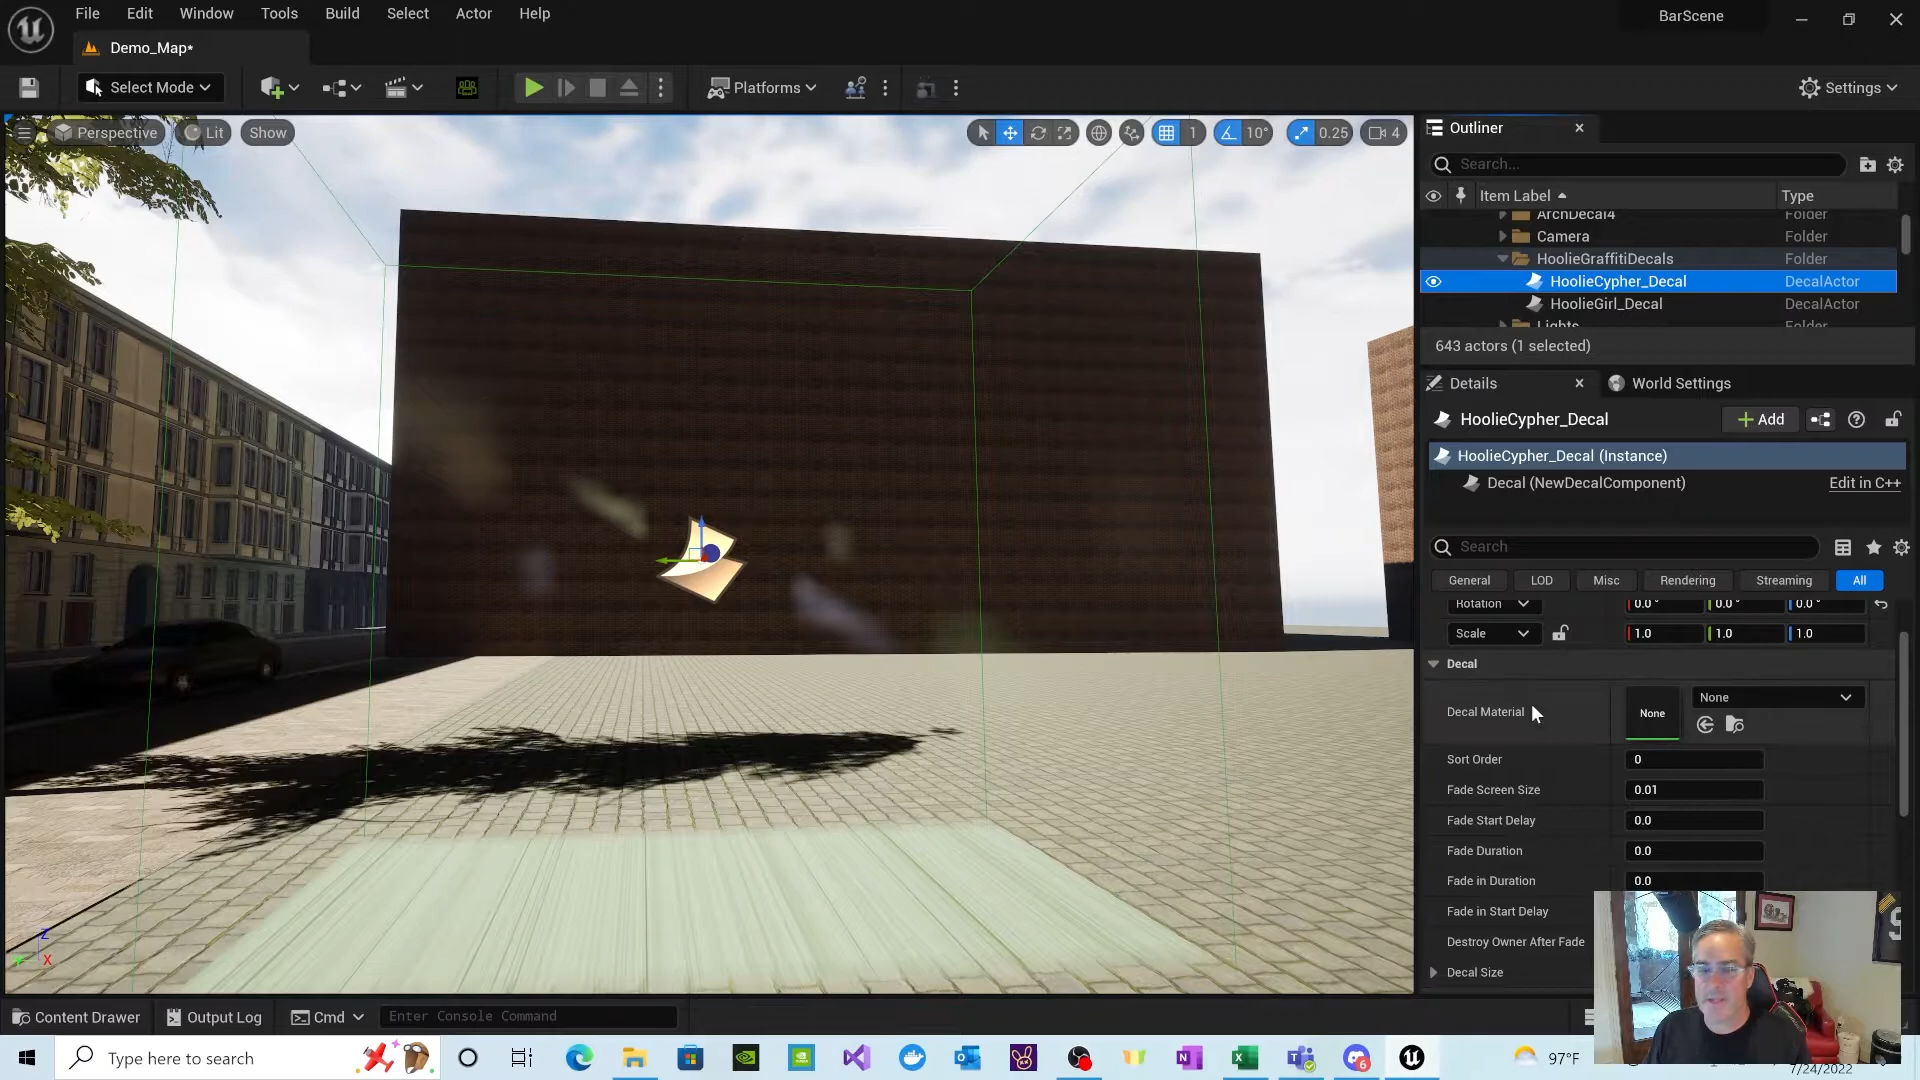 File Edit Window Tools Build Select Actor Help
BarScene
Demo_Map*
Select Mode
Platforms
Settings
Perspective
Lit
Show
1
10°
0.25
4
Outliner
Search...
Item Label
Type
ArchDecal4
Folder
Camera
Folder
HoolieGraffitiDecals
Folder
HoolieCypher_Decal
DecalActor
HoolieGirl_Decal
DecalActor
Lights
Folder
643 actors (1 selected)
Details
World Settings
HoolieCypher_Decal
Add
HoolieCypher_Decal (Instance)
Decal (NewDecalComponent)
Edit in C++
Search
General
LOD
Misc
Rendering
Streaming
All
Rotation
0.0 °
0.0 °
0.0 °
Scale
1.0
1.0
1.0
Decal
Decal Material
None
None
Sort Order
0
Fade Screen Size
0.01
Fade Start Delay
0.0
Fade Duration
0.0
Fade in Duration
0.0
Fade in Start Delay
Destroy Owner After Fade
Decal Size
Z
X
Content Drawer
Output Log
Cmd
Enter Console Command
Type here to search
6
97°F
7/24/2022